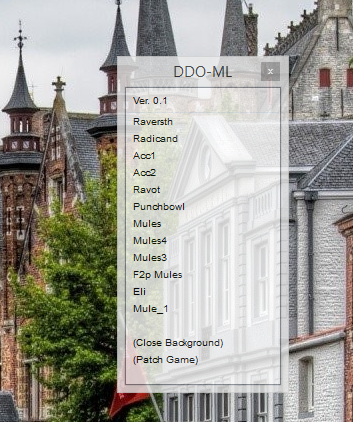 DDO-ML
x
Ver. 0.1
Raversth
Radicand
Acc1
Acc2
Ravot
Punchbowl
Mules
Mules4
Mules3
F2p Mules
Eli
Mule_1
(Close Background)
(Patch Game)